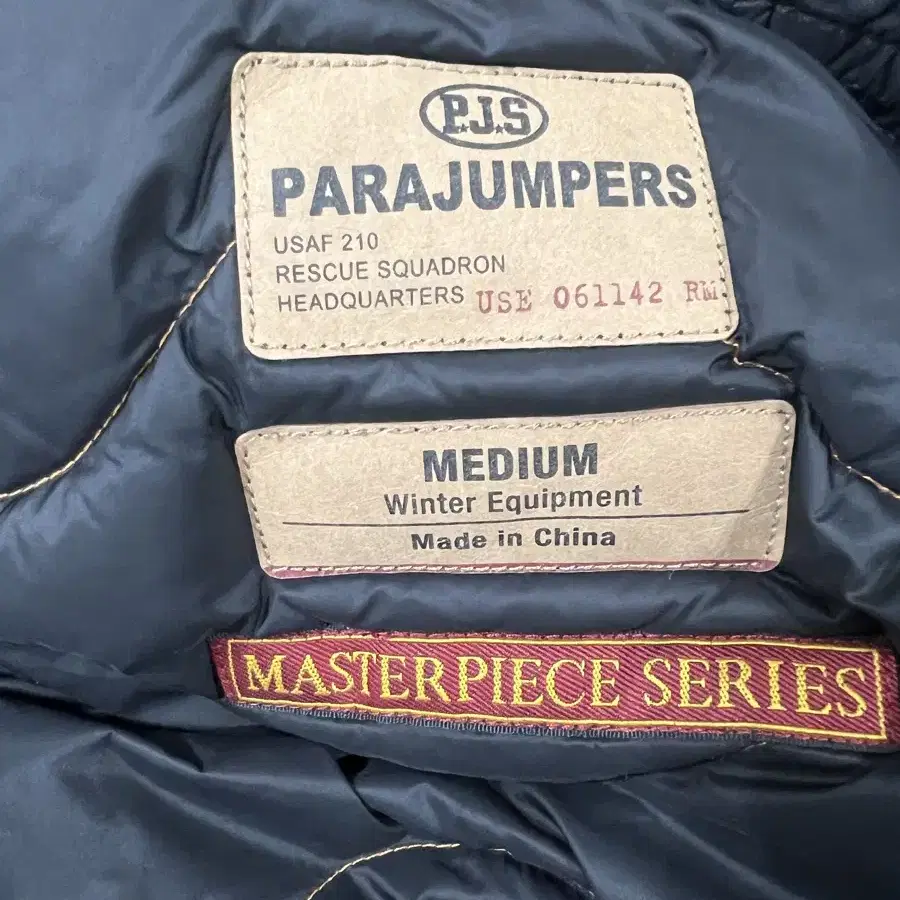 P.J.S
PARAJUMPERS
USAF 210
RESCUE SQUADRON
HEADQUARTERS USE 061142 RM
MEDIUM
Winter Equipment
Made in China
MASTERPIECE SERIES